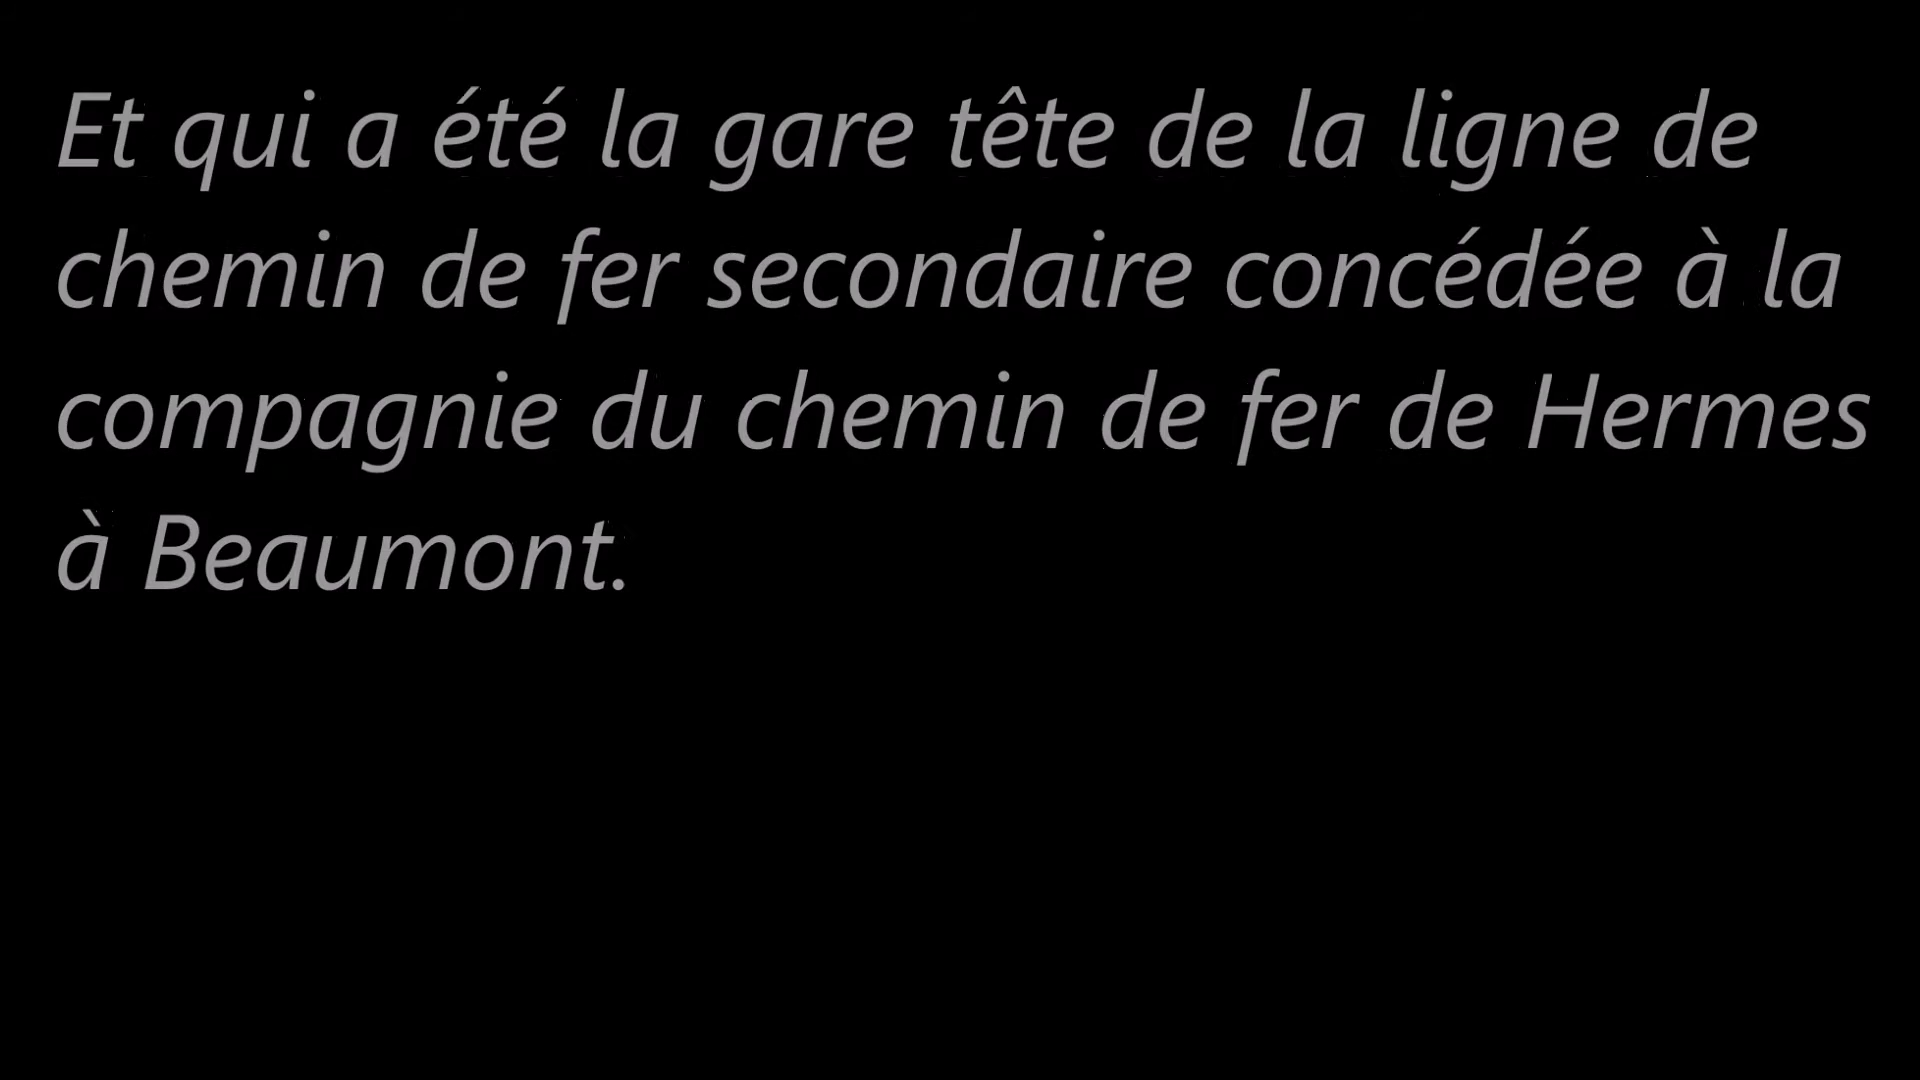 Et qui a été la gare tête de la ligne de
chemin de fer secondaire concédée à la
compagnie du chemin de fer de Hermes
à Beaumont.